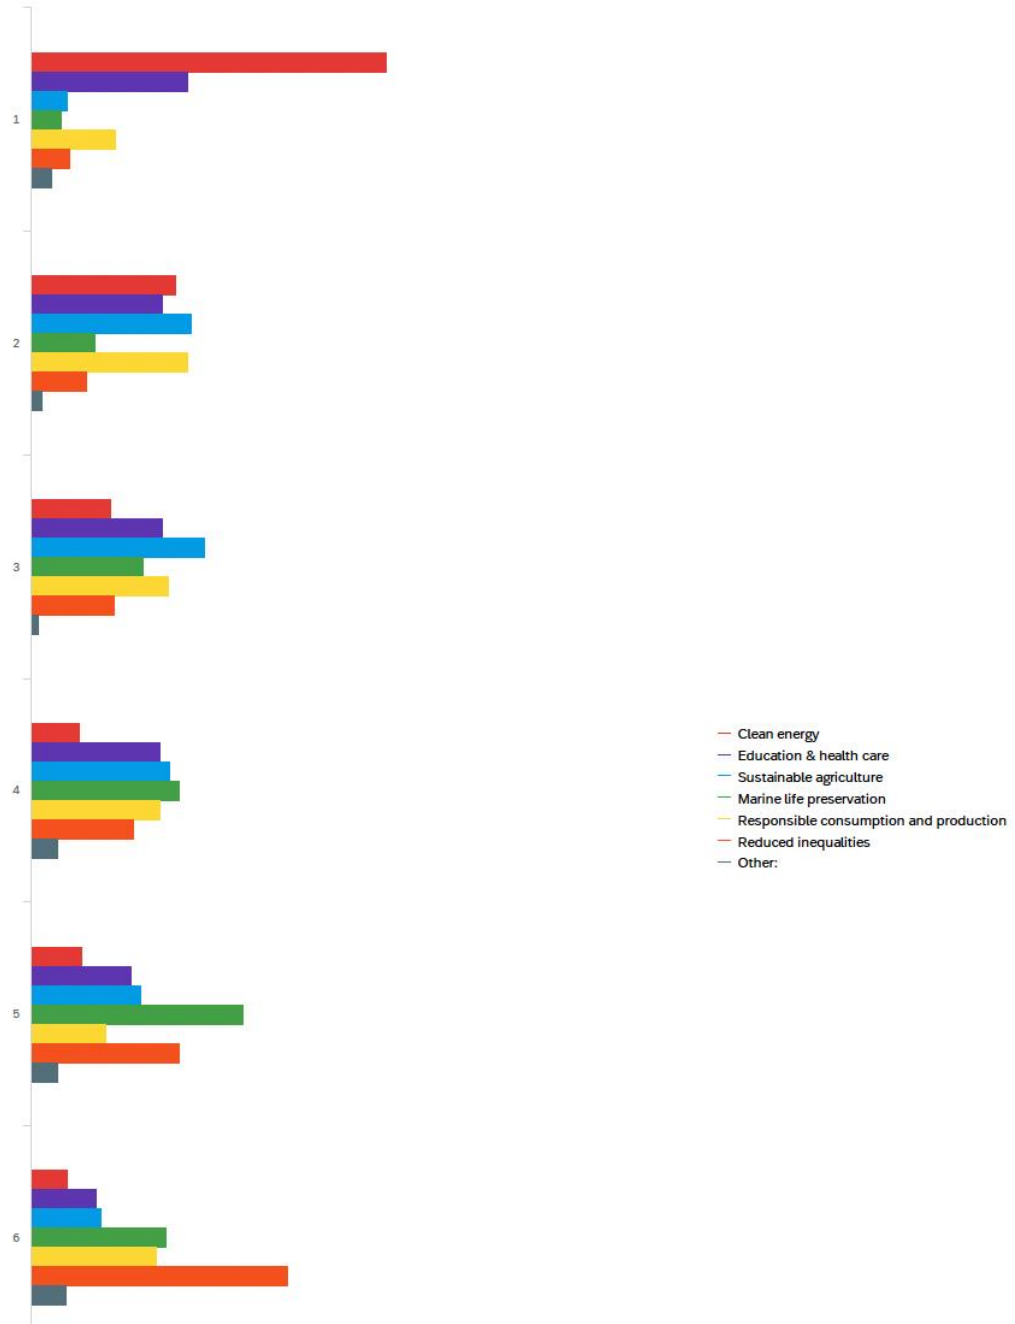 1
2
3
4
5
6
Clean energy
Education & health care
Sustainable agriculture
Marine life preservation
Responsible consumption and production
Reduced inequalities
Other: